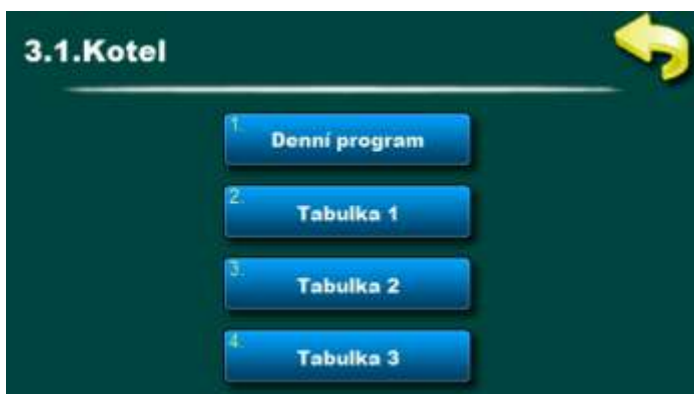 3.1.Kotel
1.
Denní program
2.
Tabulka 1
3.
Tabulka 2
4.
Tabulka 3